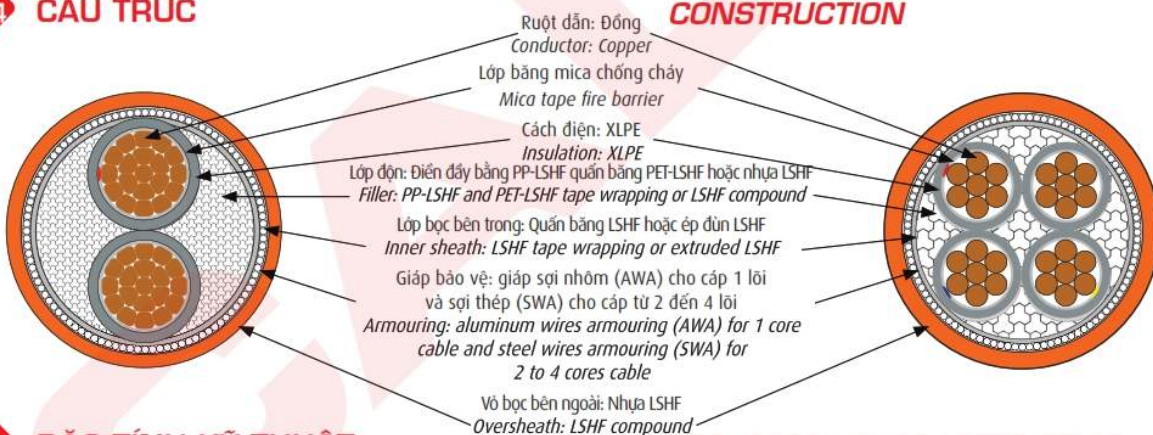 CẤU TRÚC
CONSTRUCTION
Ruột dẫn: Đồng
Conductor: Copper
Lớp băng mica chống cháy
Mica tape fire barrier
Cách điện: XLPE
Insulation: XLPE
Lớp độn: Điền đầy bằng PP-LSHF quấn băng PET-LSHF hoặc nhựa LSHF
Filler: PP-LSHF and PET-LSHF tape wrapping or LSHF compound
Lớp bọc bên trong: Quấn băng LSHF hoặc ép đùn LSHF
Inner sheath: LSHF tape wrapping or extruded LSHF
Giáp bảo vệ: giáp sợi nhôm (AWA) cho cáp 1 lõi
và sợi thép (SWA) cho cáp từ 2 đến 4 lõi
Armouring: aluminum wires armouring (AWA) for 1 core
cable and steel wires armouring (SWA) for
2 to 4 cores cable
Vỏ bọc bên ngoài: Nhựa LSHF
Oversheath: LSHF compound